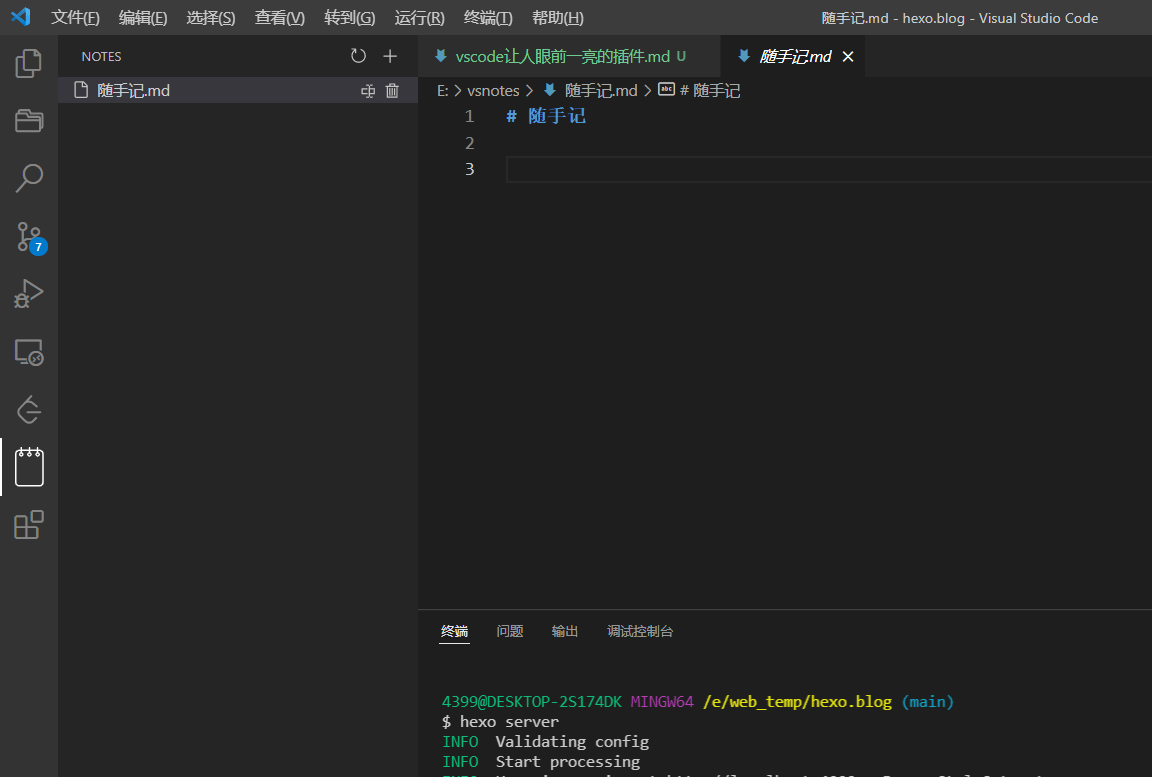 文件(F) 编辑(E) 选择(S) 查看(V) 转到(G) 运行(R) 终端(T) 帮助(H) 随手记.md - hexo.blog - Visual Studio Code
NOTES
vscode让人眼前一亮的插件.md U 随手记.md
随手记.md
E: > vsnotes > 随手记.md > # 随手记
1 # 随手记
2
3
7
终端 问题 输出 调试控制台
4399@DESKTOP-2S174DK MINGW64 /e/web_temp/hexo.blog (main)
$ hexo server
INFO Validating config
INFO Start processing